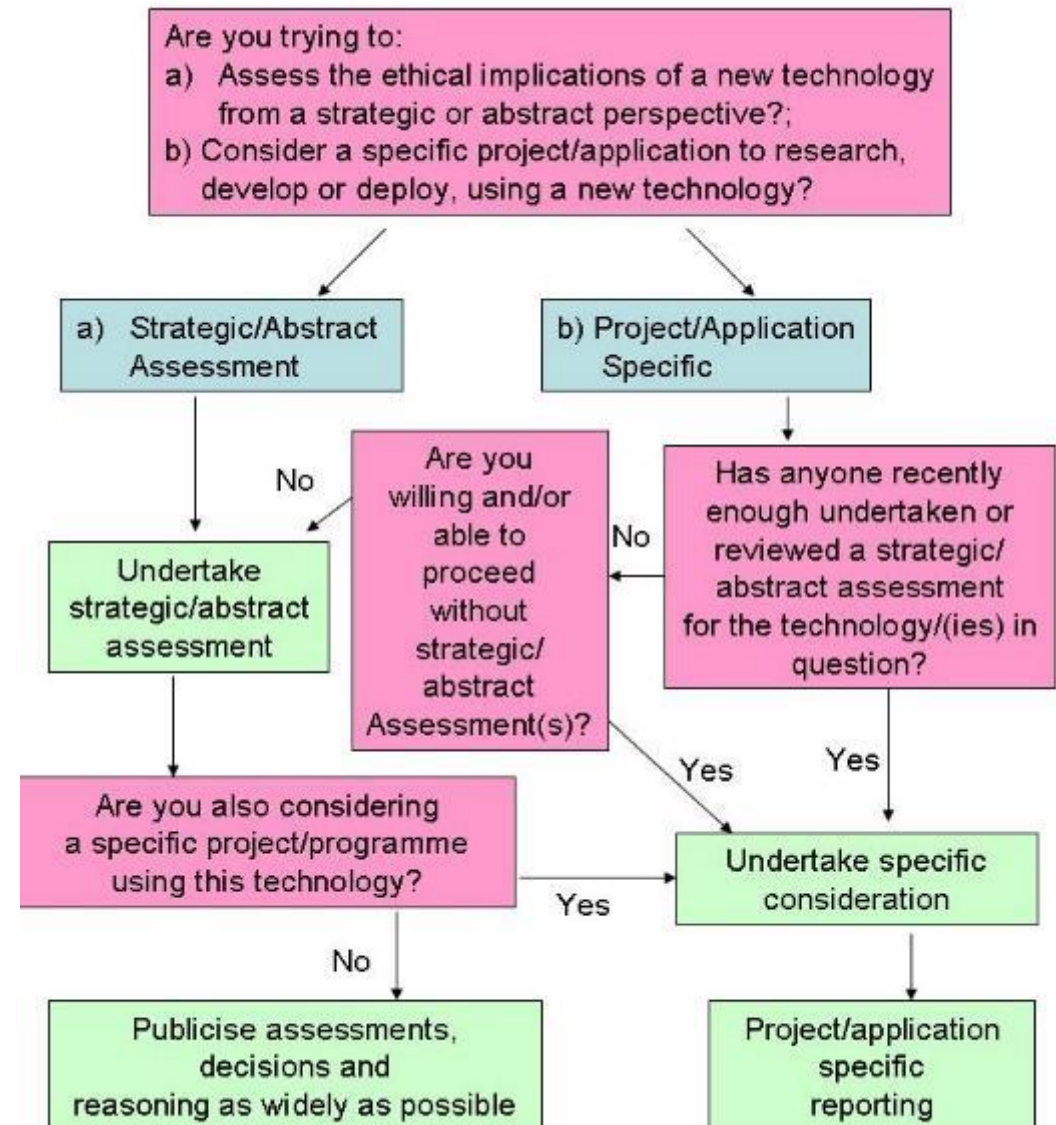 Are you trying to:
a) Assess the ethical implications of a new technology
from a strategic or abstract perspective?;
b) Consider a specific project/application to research,
develop or deploy, using a new technology?
a) Strategic/Abstract
Assessment
b) Project/Application
Specific
No
Are you
willing and/or
able to
proceed
without
strategic/
abstract
Assessment(s)?
No
Has anyone recently
enough undertaken or
reviewed a strategic/
abstract assessment
for the technology/(ies) in
question?
Undertake
strategic/abstract
assessment
Yes
Yes
Are you also considering
a specific project/programme
using this technology?
Yes
Undertake specific
consideration
No
Publicise assessments,
decisions and
reasoning as widely as possible
Project/application
specific
reporting